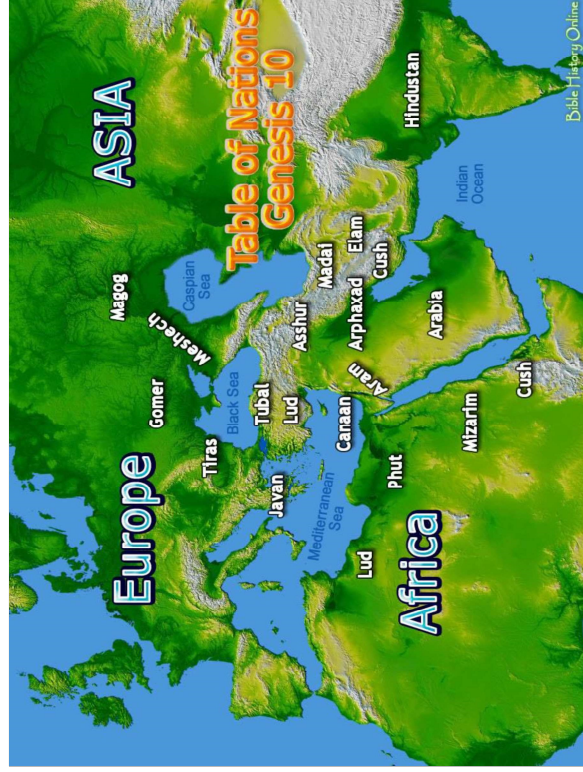 Europe
ASIA
Table of Nations
Genesis 10
Magog
Gomer
Meshech
Caspian
Sea
Tiras
Black Sea
Tubal
Lud
Javan
Asshur
Madai
Elam
Cush
Arphaxad
Aram
Canaan
Mediterranean
Sea
Hindustan
Arabia
Indian
Ocean
Phut
Lud
Mizarim
Cush
Africa
Bible History Online